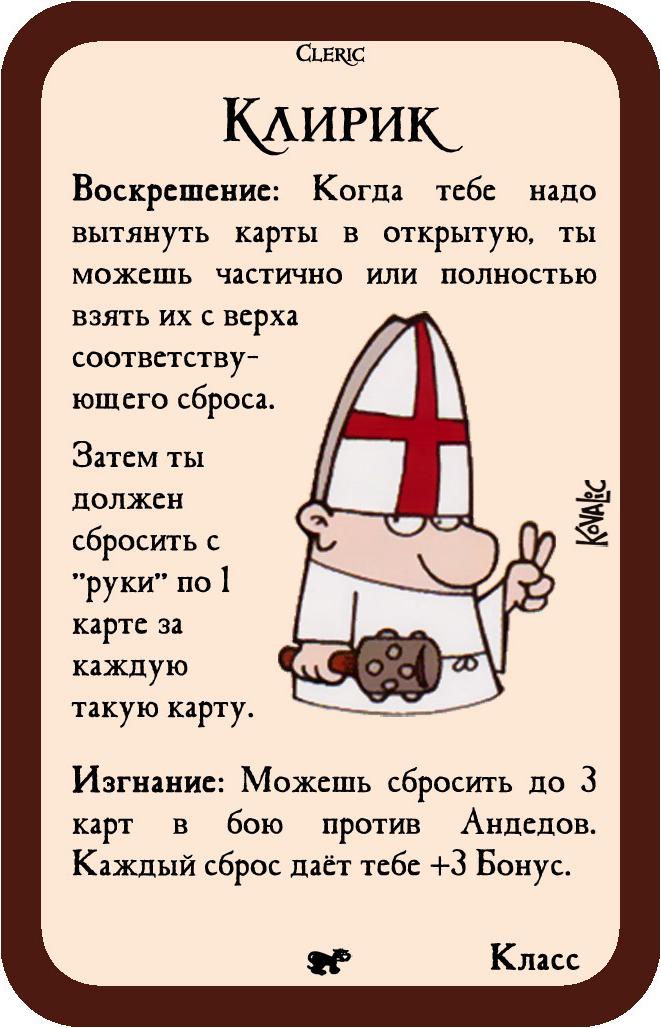 Cleric
Клирик
Воскрешение: Когда тебе надо
вытянуть карты в открытую, ты
можешь частично или полностью
взять их с верха
соответству-
ющего сброса.
Затем ты
должен
сбросить с
"руки" по 1
карте за
каждую
такую карту.
Kovalic
Изгнание: Можешь сбросить до 3
карт в бою против Андедов.
Каждый сброс даёт тебе +3 Бонус.
Класс